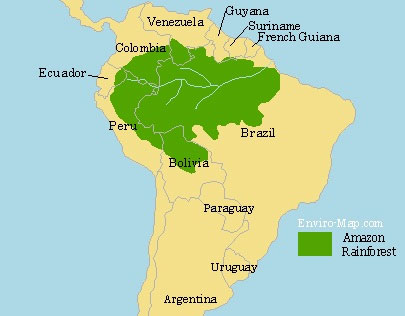 Guyana
Venezuela
Suriname
French Guiana
Colombia
Ecuador
Peru
Brazil
Bolivia
Paraguay
Enviro-Map.com
Amazon
Rainforest
Uruguay
Argentina